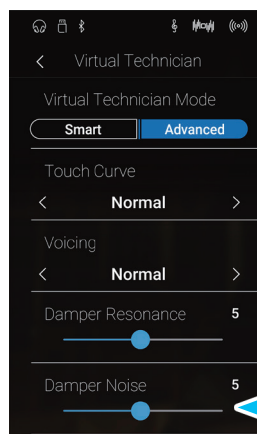 Virtual Technician
Virtual Technician Mode
Smart Advanced
Touch Curve
Normal
Voicing
Normal
Damper Resonance 5
Damper Noise 5